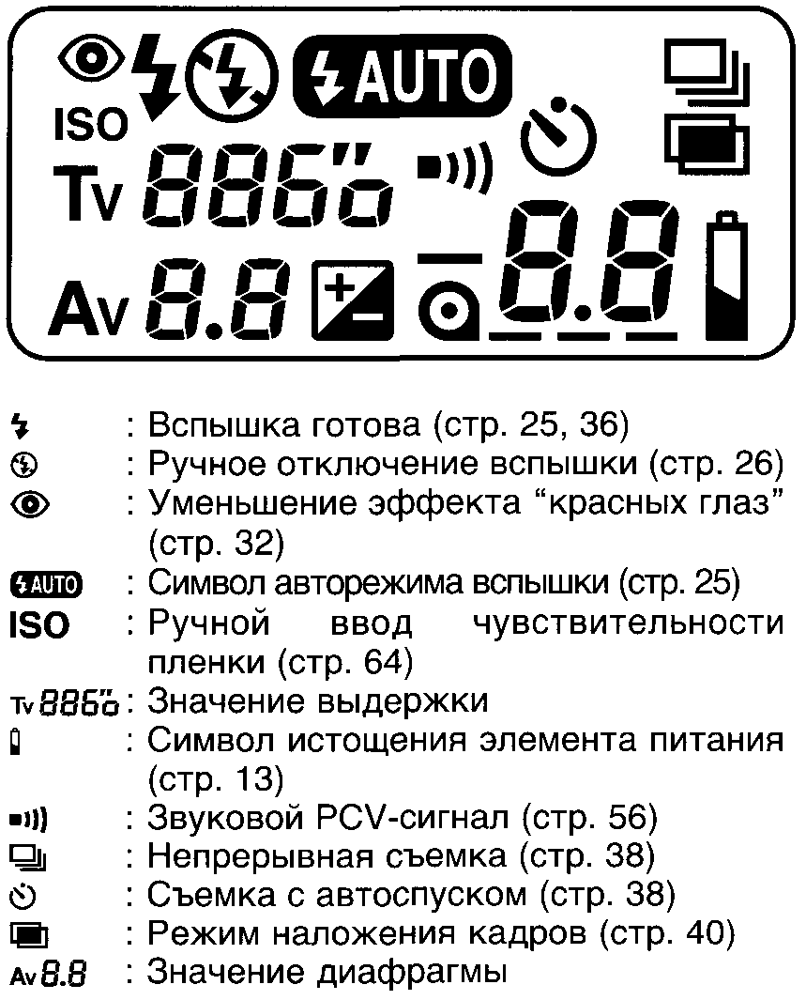 AUTO
ISO
Tv 886"o
Av 8.8 8.8
: Вспышка готова (стр. 25, 36)
: Ручное отключение вспышки (стр. 26)
: Уменьшение эффекта “красных глаз”
(стр. 32)
AUTO : Символ авторежима вспышки (стр. 25)
ISO : Ручной ввод чувствительности
пленки (стр. 64)
Tv 886"o : Значение выдержки
: Символ истощения элемента питания
(стр. 13)
: Звуковой PCV-сигнал (стр. 56)
: Непрерывная съемка (стр. 38)
: Съемка с автоспуском (стр. 38)
: Режим наложения кадров (стр. 40)
Av 8.8 : Значение диафрагмы